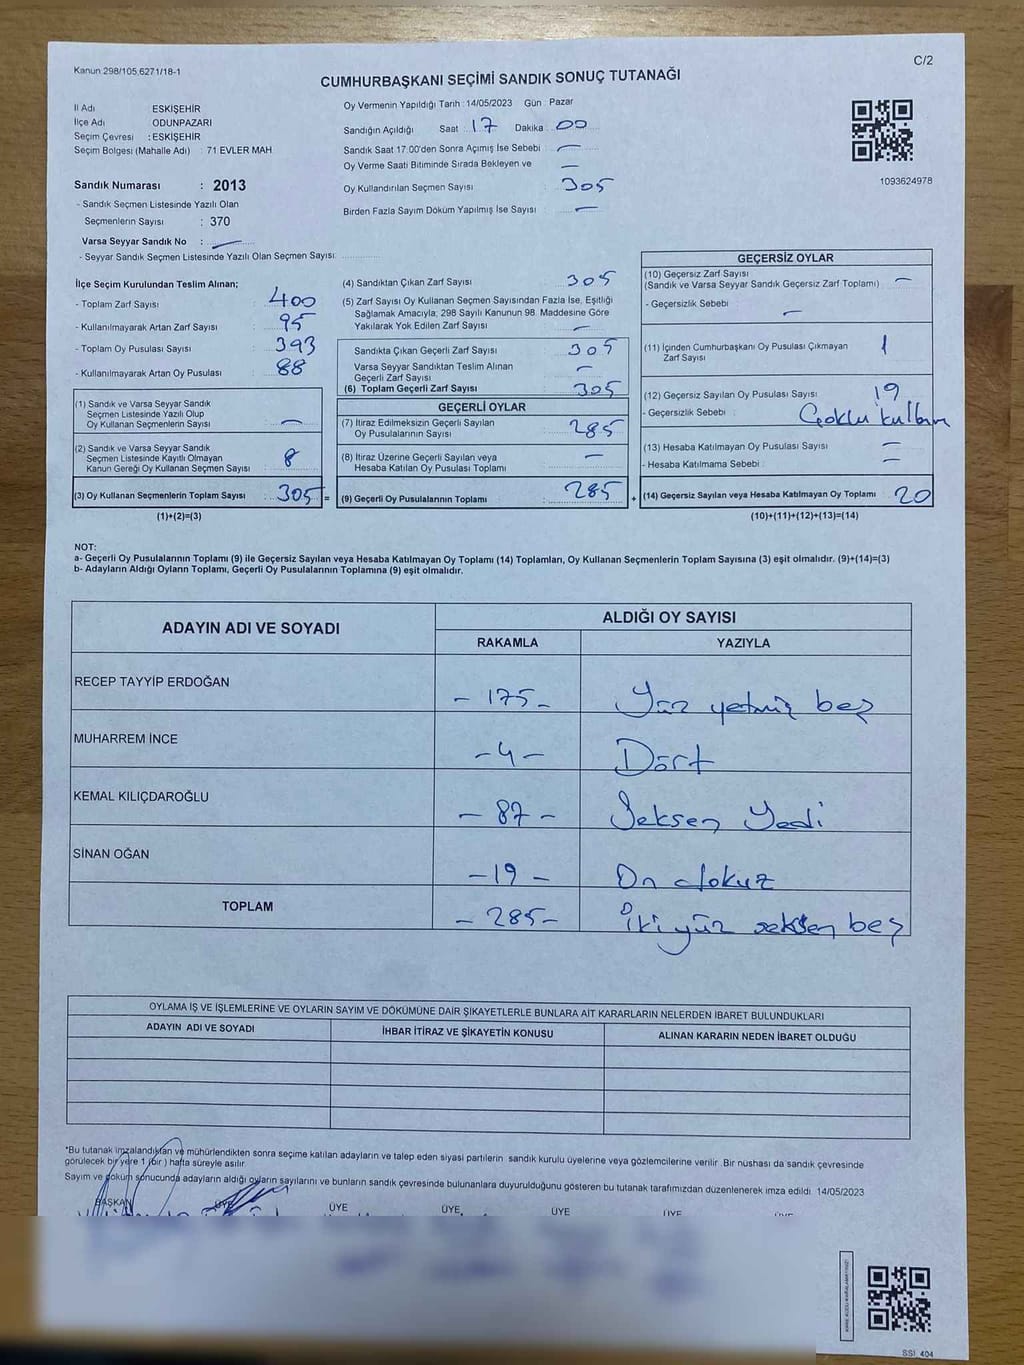 Kanun 298/105,6271/18-1
C/2
CUMHURBAŞKANI SEÇİMİ SANDIK SONUÇ TUTANAĞI
İl Adı ESKİŞEHİR
İlçe Adı ODUNPAZARI
Seçim Çevresi : ESKİŞEHİR
Seçim Bölgesi (Mahalle Adı) : 71 EVLER MAH.
Sandık Numarası : 2013
- Sandık Seçmen Listesinde Yazılı Olan
Seçmenlerin Sayısı : 370
Varsa Seyyar Sandık No : —
- Seyyar Sandık Seçmen Listesinde Yazılı Olan Seçmen Sayısı:
Oy Vermenin Yapıldığı Tarih : 14/05/2023 Gün : Pazar
Sandığın Açıldığı Saat : 17 Dakika : 00
Sandık Saat 17:00'den Sonra Açımış İse Sebebi : —
Oy Verme Saati Bitiminde Sırada Bekleyen ve —
Oy Kullandırılan Seçmen Sayısı : 305
Birden Fazla Sayım Döküm Yapılmış İse Sayısı : —
1093624978
İlçe Seçim Kurulundan Teslim Alınan;
- Toplam Zarf Sayısı : 400
- Kullanılmayarak Artan Zarf Sayısı : 95
- Toplam Oy Pusulası Sayısı : 393
- Kullanılmayarak Artan Oy Pusulası : 88
(1) Sandık ve Varsa Seyyar Sandık
Seçmen Listesinde Yazılı Olup
Oy Kullanan Seçmenlerin Sayısı : —
(2) Sandık ve Varsa Seyyar Sandık
Seçmen Listesinde Kayıtlı Olmayan
Kanun Gereği Oy Kullanan Seçmen Sayısı : 8
(3) Oy Kullanan Seçmenlerin Toplam Sayısı : 305 =
(1)+(2)=(3)
(4) Sandıktan Çıkan Zarf Sayısı : 305
(5) Zarf Sayısı Oy Kullanan Seçmen Sayısından Fazla İse, Eşitliği
Sağlamak Amacıyla, 298 Sayılı Kanunun 98. Maddesine Göre
Yakılarak Yok Edilen Zarf Sayısı : —
Sandıkta Çıkan Geçerli Zarf Sayısı : 305
Varsa Seyyar Sandıktan Teslim Alınan
Geçerli Zarf Sayısı : —
(6) Toplam Geçerli Zarf Sayısı : 305
GEÇERLİ OYLAR
(7) İtiraz Edilmeksizin Geçerli Sayılan
Oy Pusulalarının Sayısı : 285
(8) İtiraz Üzerine Geçerli Sayılan veya
Hesaba Katılan Oy Pusulası Toplamı : —
(9) Geçerli Oy Pusulalarının Toplamı : 285 +
GEÇERSİZ OYLAR
(10) Geçersiz Zarf Sayısı
(Sandık ve Varsa Seyyar Sandık Geçersiz Zarf Toplamı) : —
- Geçersizlik Sebebi : —
(11) İçinden Cumhurbaşkanı Oy Pusulası Çıkmayan
Zarf Sayısı : 1
(12) Geçersiz Sayılan Oy Pusulası Sayısı : 19
- Geçersizlik Sebebi : Çoklu
(13) Hesaba Katılmayan Oy Pusulası Sayısı : —
- Hesaba Katılmama Sebebi : —
(14) Geçersiz Sayılan veya Hesaba Katılmayan Oy Toplamı : 20
(10)+(11)+(12)+(13)=(14)
NOT:
a- Geçerli Oy Pusulalarının Toplamı (9) ile Geçersiz Sayılan veya Hesaba Katılmayan Oy Toplamı (14) Toplamları, Oy Kullanan Seçmenlerin Toplam Sayısına (3) eşit olmalıdır. (9)+(14)=(3)
b- Adayların Aldığı Oyların Toplamı, Geçerli Oy Pusulalarının Toplamına (9) eşit olmalıdır.
ADAYIN ADI VE SOYADI ALDIĞI OY SAYISI
RAKAMLA YAZIYLA
RECEP TAYYİP ERDOĞAN - 175 - Yüz yetmiş beş
MUHARREM İNCE - 4 - Dört
KEMAL KILIÇDAROĞLU - 87 - Seksen Yedi
SİNAN OĞAN - 19 - On dokuz
TOPLAM - 285 - İki yüz seksen beş
OYLAMA İŞ VE İŞLEMLERİNE VE OYLARIN SAYIM VE DÖKÜMÜNE DAİR ŞİKAYETLERLE BUNLARA AİT KARARLARIN NELERDEN İBARET BULUNDUKLARI
ADAYIN ADI VE SOYADI İHBAR İTİRAZ VE ŞİKAYETİN KONUSU ALINAN KARARIN NEDEN İBARET OLDUĞU
*Bu tutanak imzalandıktan ve mühürlendikten sonra seçime katılan adayların ve talep eden siyasi partilerin sandık kurulu üyelerine veya gözlemcilerine verilir. Bir nüshası da sandık çevresinde
görülecek bir yere 1 (bir) hafta süreyle asılır.
Sayım ve döküm sonucunda adayların aldığı oyların sayılarını ve bunların sandık çevresinde bulunanlara duyurulduğunu gösteren bu tutanak tarafımızdan düzenlenerek imza edildi. 14/05/2023
BAŞKAN ÜYE ÜYE ÜYE ÜYE ÜYE
SSİ_404